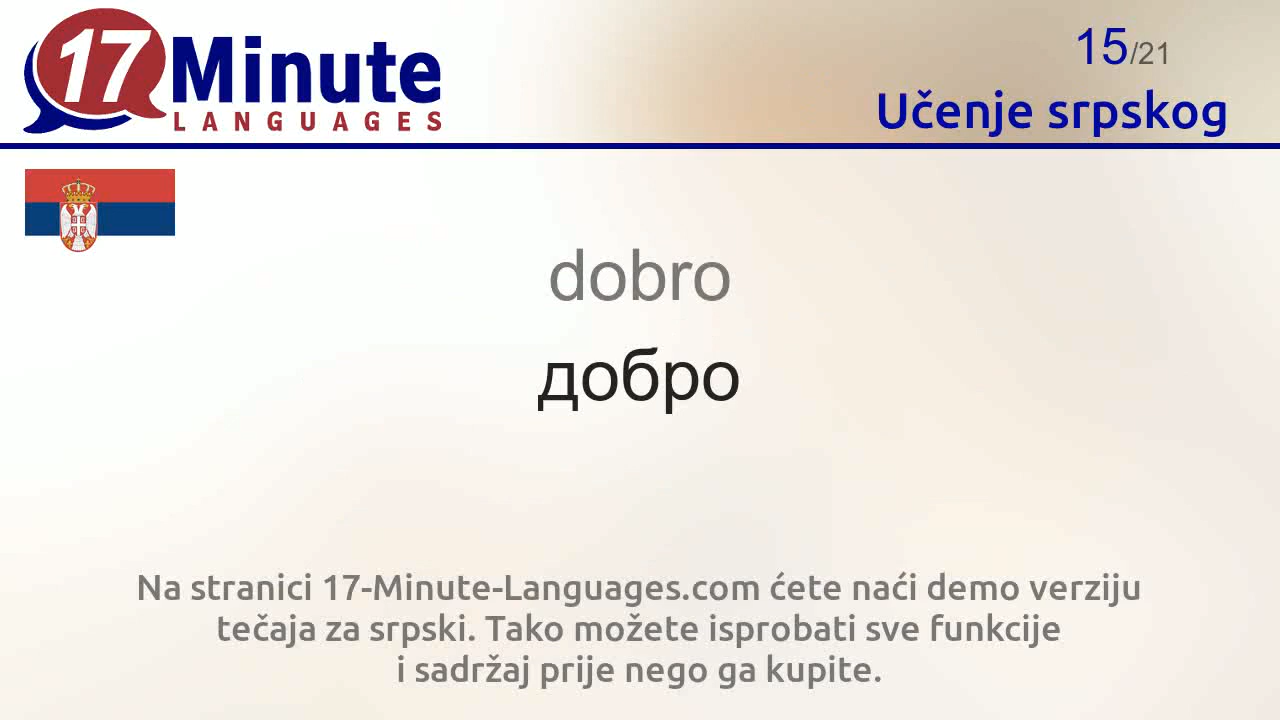 17 Minute
LANGUAGES
15/21
Učenje srpskog
dobro
добро
Na stranici 17-Minute-Languages.com ćete naći demo verziju
tečaja za srpski. Tako možete isprobati sve funkcije
i sadržaj prije nego ga kupite.